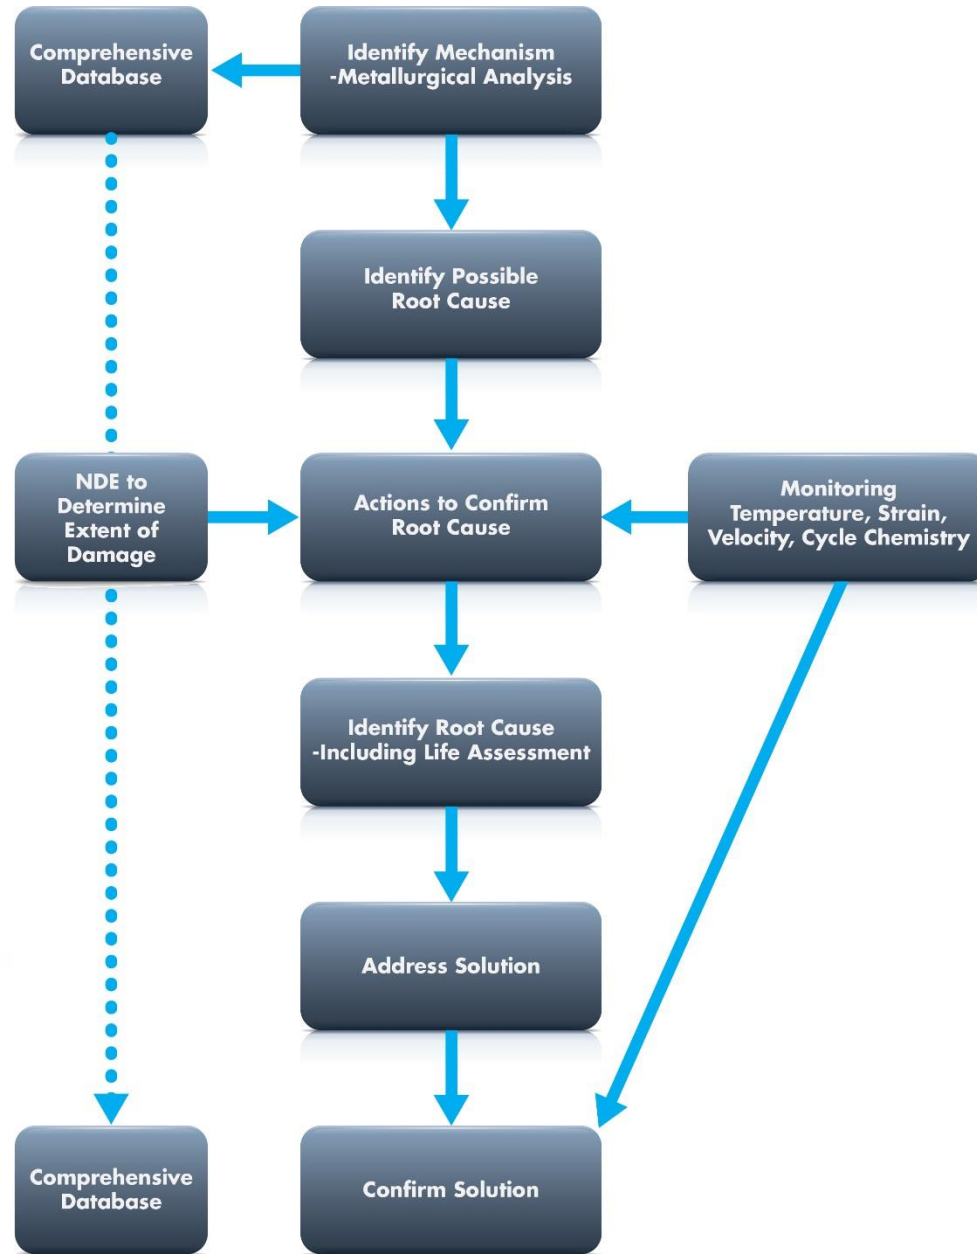 Comprehensive
Database
Identify Mechanism
-Metallurgical Analysis
Identify Possible
Root Cause
NDE to
Determine
Extent of
Damage
Actions to Confirm
Root Cause
Monitoring
Temperature, Strain,
Velocity, Cycle Chemistry
Identify Root Cause
-Including Life Assessment
Address Solution
Comprehensive
Database
Confirm Solution